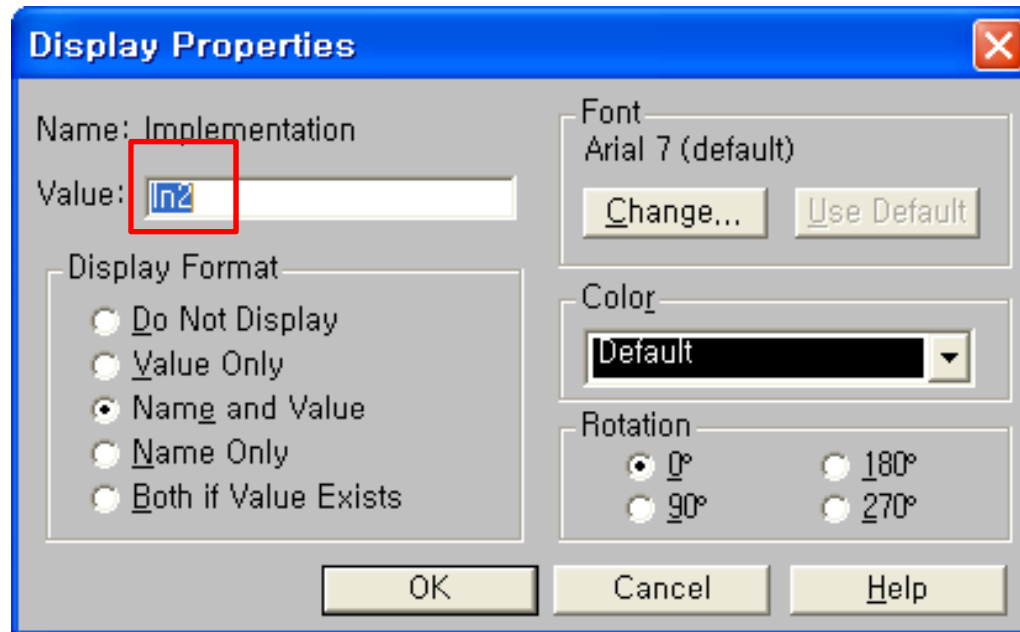 Display Properties
Name: Implementation
Value: In2
Display Format
Do Not Display
Value Only
Name and Value
Name Only
Both if Value Exists
Font
Arial 7 (default)
Change...
Use Default
Color
Default
Rotation
0° 180°
90° 270°
OK Cancel Help